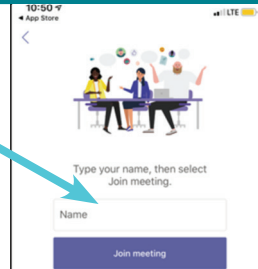 10:50
LTE
◀ App Store
Type your name, then select
Join meeting.
Name
Join meeting